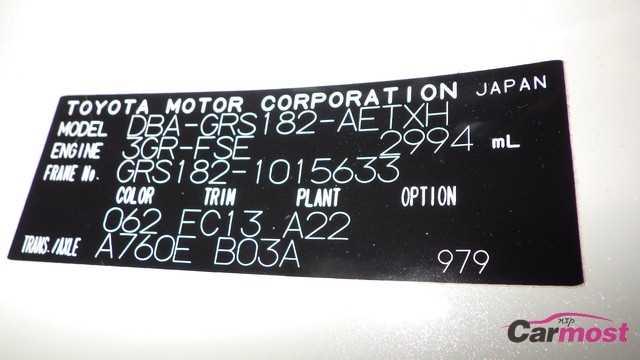 TOYOTA MOTOR CORPORATION JAPAN
MODEL DBA-GRS182-AETXH
ENGINE 3GR-FSE 2994 mL
FRAME No. GRS182-1015633
COLOR TRIM PLANT OPTION
062 FC13 A22
TRANS./AXLE A760E B03A
979
Carmost